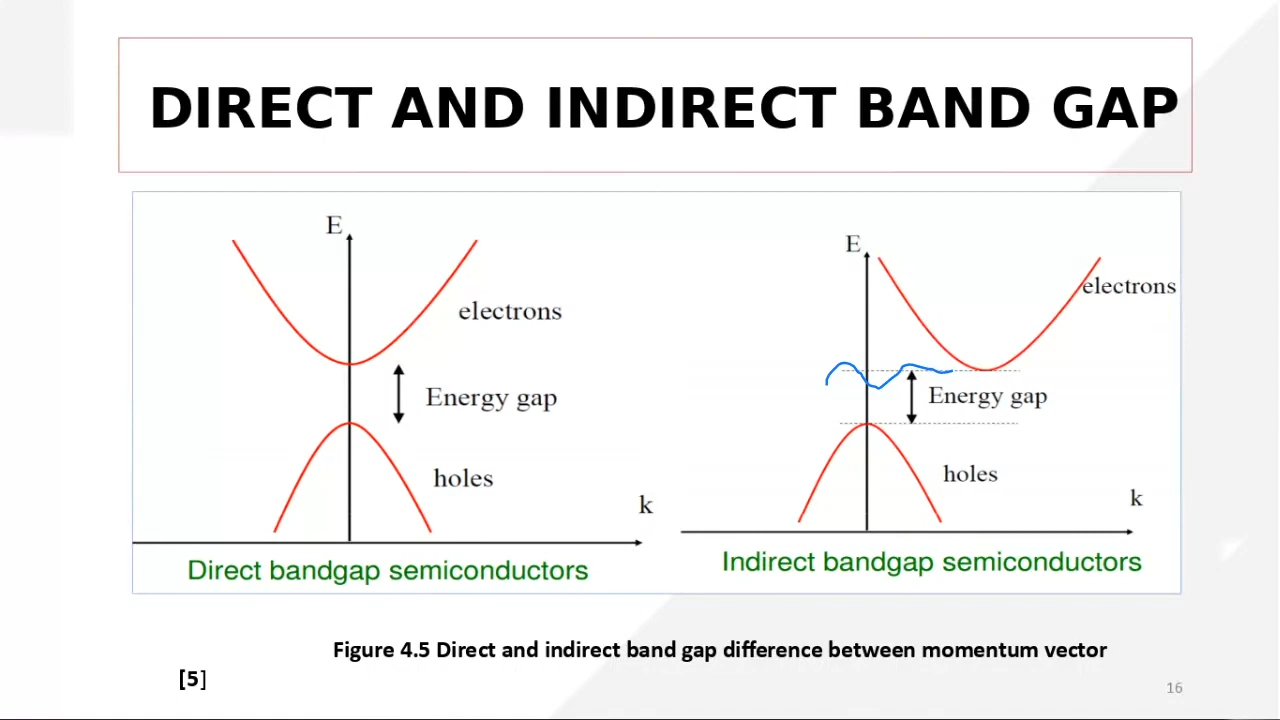 DIRECT AND INDIRECT BAND GAP
E
electrons
Energy gap
holes
k
Direct bandgap semiconductors
E
electrons
Energy gap
holes
k
Indirect bandgap semiconductors
Figure 4.5 Direct and indirect band gap difference between momentum vector
[5]
16